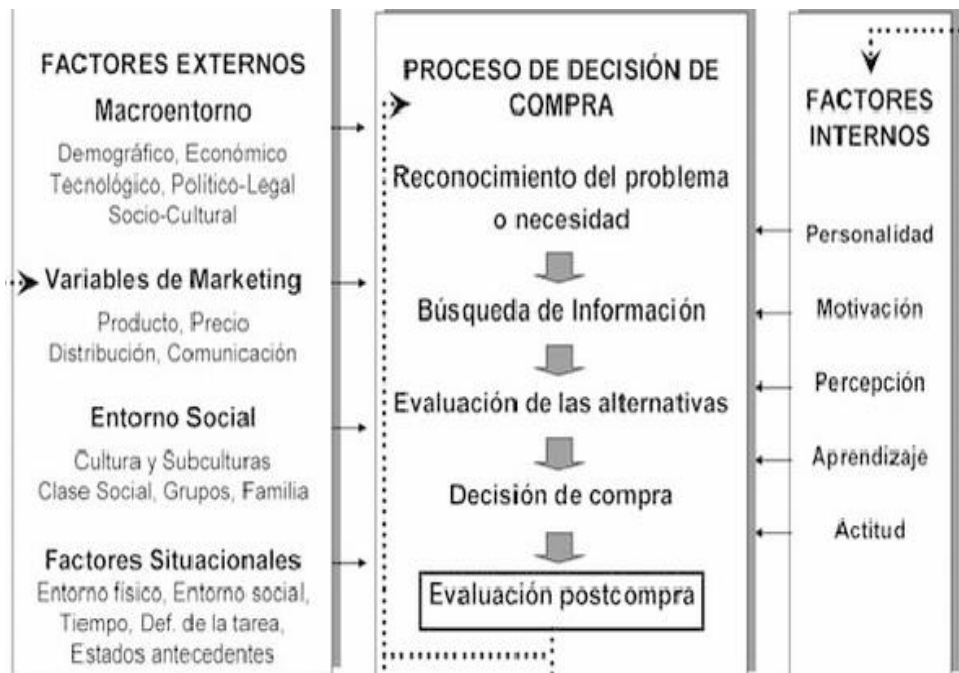 FACTORES EXTERNOS
Macroentorno
Demográfico, Económico
Tecnológico, Político-Legal
Socio-Cultural
Variables de Marketing
Producto, Precio
Distribución, Comunicación
Entorno Social
Cultura y Subculturas
Clase Social, Grupos, Familia
Factores Situacionales
Entorno físico, Entorno social,
Tiempo, Def. de la tarea,
Estados antecedentes
PROCESO DE DECISIÓN DE
COMPRA
Reconocimiento del problema
o necesidad
Búsqueda de Información
Evaluación de las alternativas
Decisión de compra
Evaluación postcompra
FACTORES
INTERNOS
Personalidad
Motivación
Percepción
Aprendizaje
Actitud